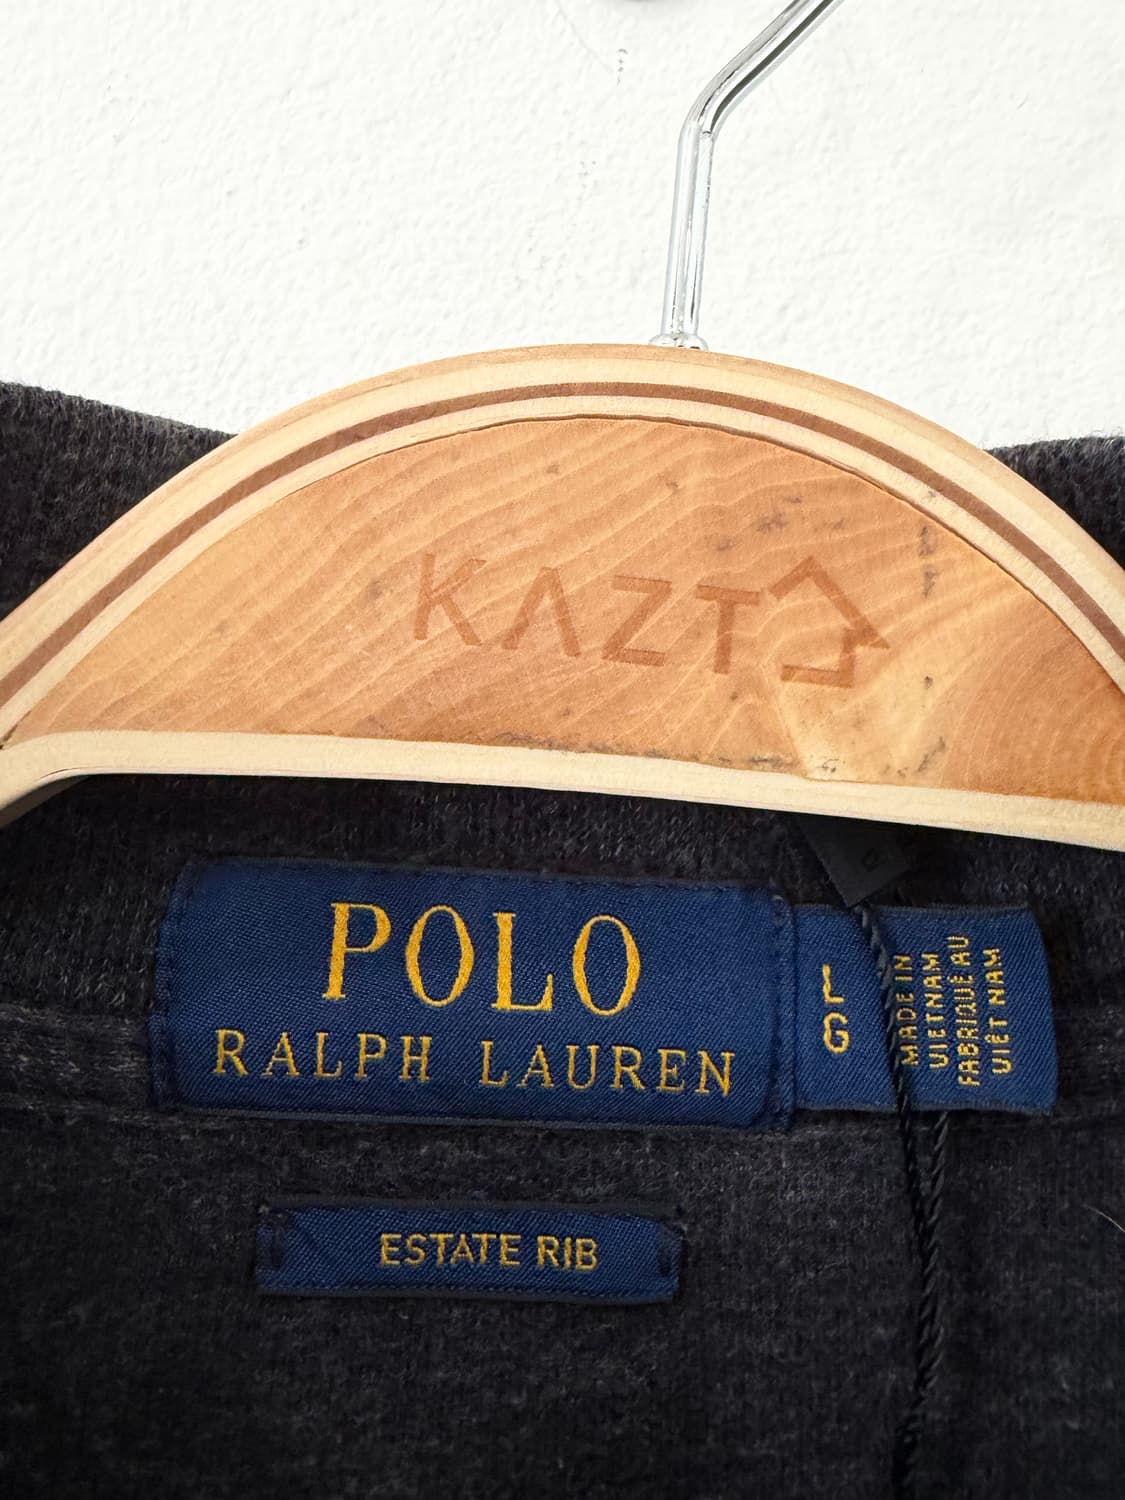 KAZT
POLO
RALPH LAUREN
L
G
MADE IN
VIETNAM
FABRIQUÉ AU
VIÊT NAM
ESTATE RIB